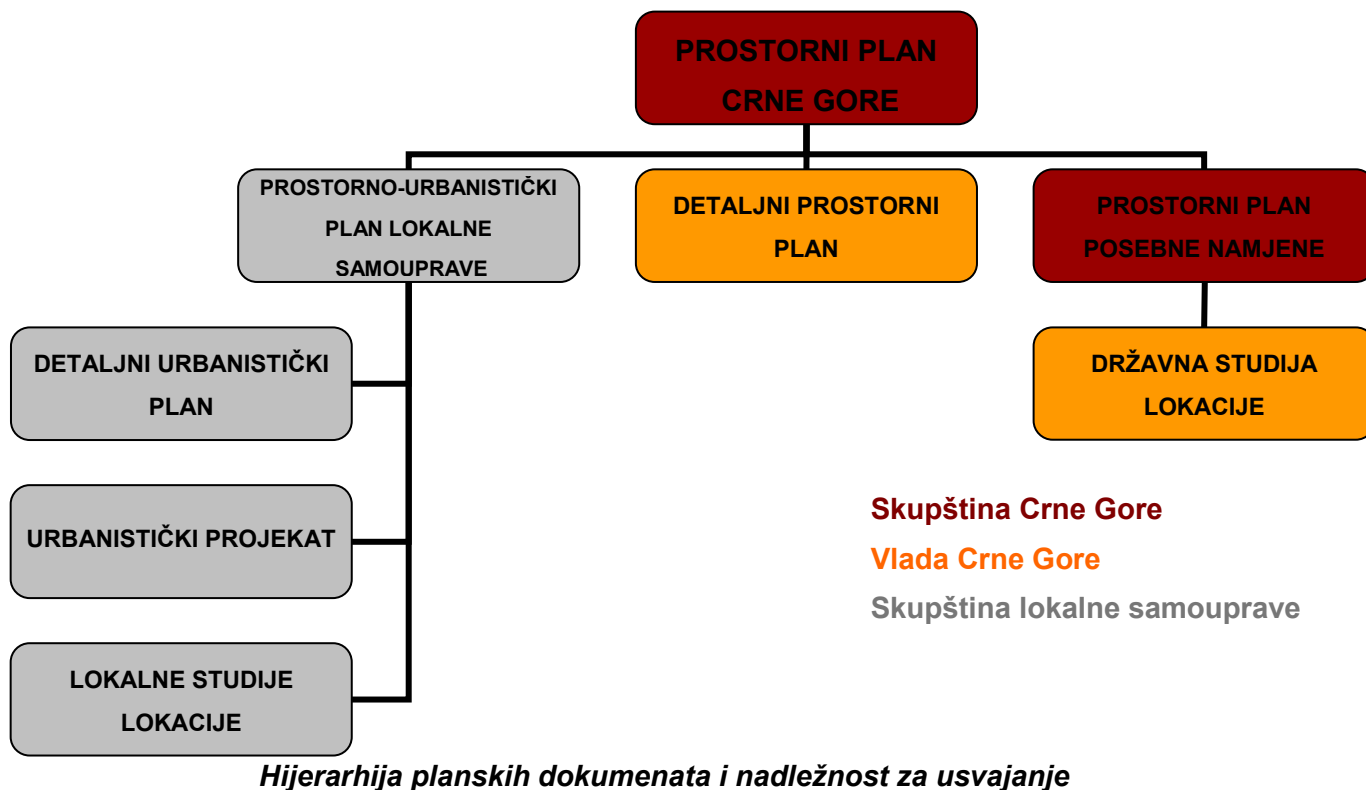 PROSTORNI PLAN
CRNE GORE
PROSTORNO-URBANISTIČKI
PLAN LOKALNE
SAMOUPRAVE
DETALJNI PROSTORNI
PLAN
PROSTORNI PLAN
POSEBNE NAMJENE
DETALJNI URBANISTIČKI
PLAN
DRŽAVNA STUDIJA
LOKACIJE
URBANISTIČKI PROJEKAT
LOKALNE STUDIJE
LOKACIJE
Skupština Crne Gore
Vlada Crne Gore
Skupština lokalne samouprave
Hijerarhija planskih dokumenata i nadležnost za usvajanje